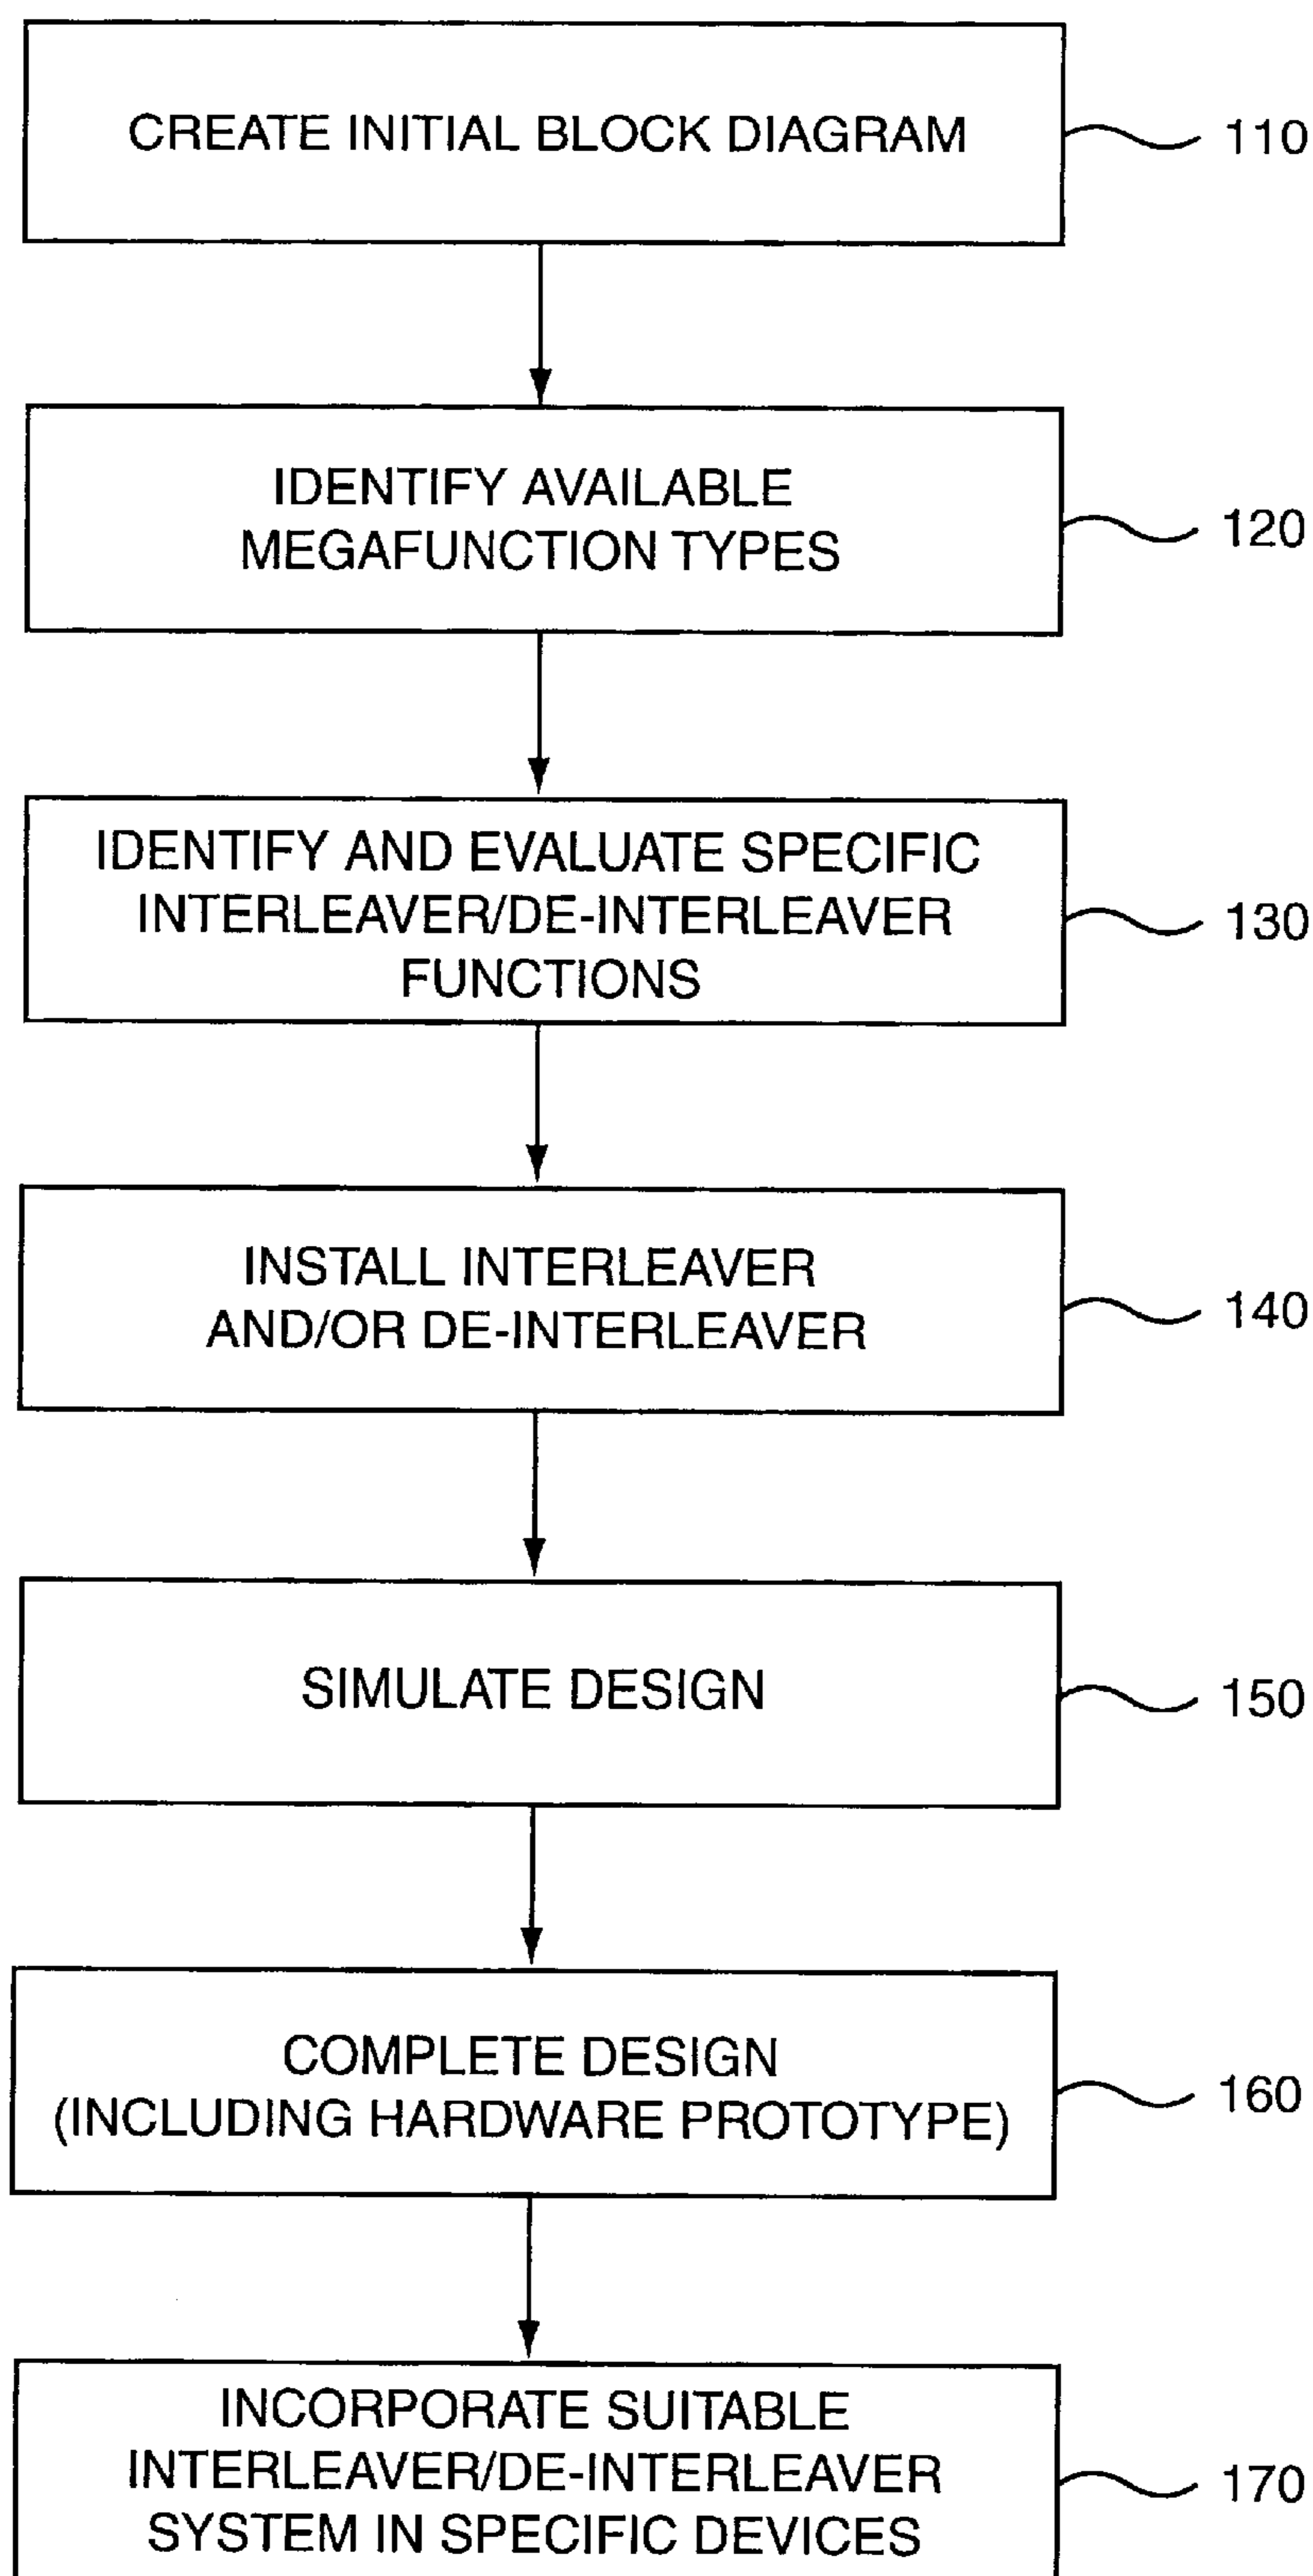 CREATE INITIAL BLOCK DIAGRAM
110
IDENTIFY AVAILABLE
MEGAFUNCTION TYPES
120
IDENTIFY AND EVALUATE SPECIFIC
INTERLEAVER/DE-INTERLEAVER
FUNCTIONS
130
INSTALL INTERLEAVER
AND/OR DE-INTERLEAVER
140
SIMULATE DESIGN
150
COMPLETE DESIGN
(INCLUDING HARDWARE PROTOTYPE)
160
INCORPORATE SUITABLE
INTERLEAVER/DE-INTERLEAVER
SYSTEM IN SPECIFIC DEVICES
170